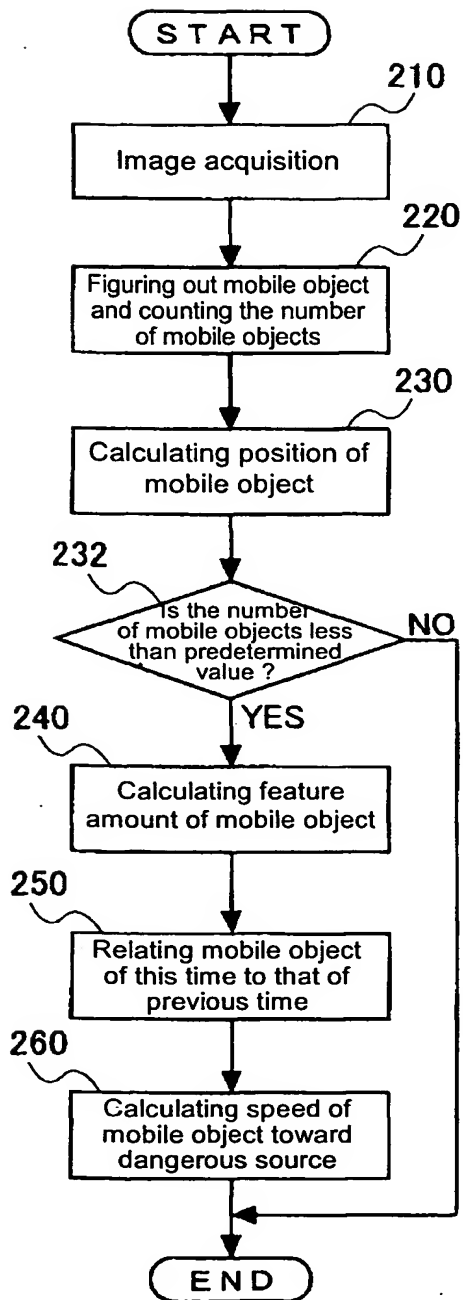 START
210
Image acquisition
220
Figuring out mobile object
and counting the number
of mobile objects
230
Calculating position of
mobile object
232
Is the number
of mobile objects less
than predetermined
value ?
NO
YES
240
Calculating feature
amount of mobile object
250
Relating mobile object
of this time to that of
previous time
260
Calculating speed of
mobile object toward
dangerous source
END